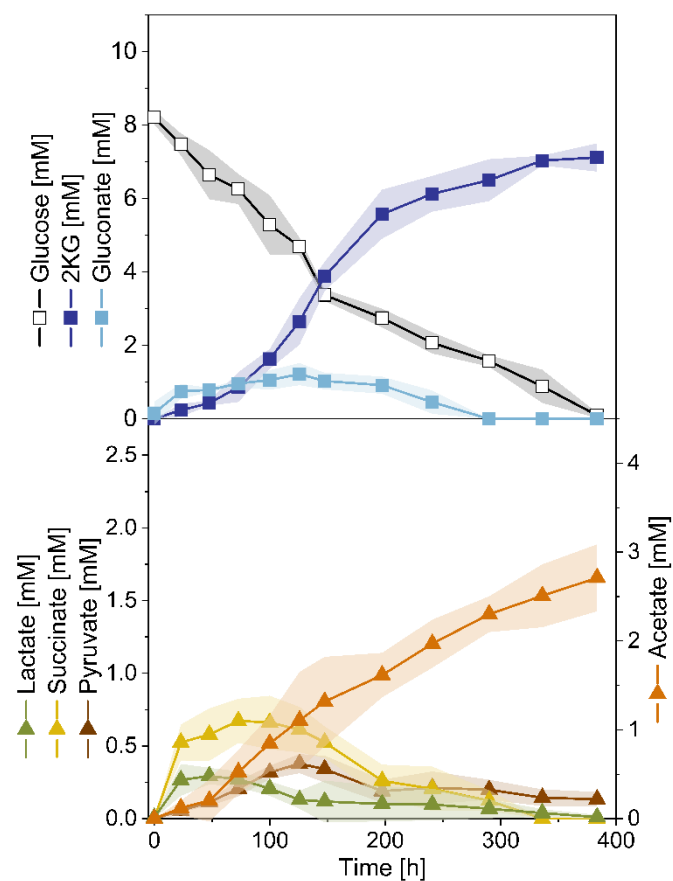 10
8
6
4
2
0
Glucose [mM]
2KG [mM]
Gluconate [mM]
2.5
2.0
1.5
1.0
0.5
0.0
Lactate [mM]
Succinate [mM]
Pyruvate [mM]
4
3
2
1
0
Acetate [mM]
0 100 200 300 400
Time [h]